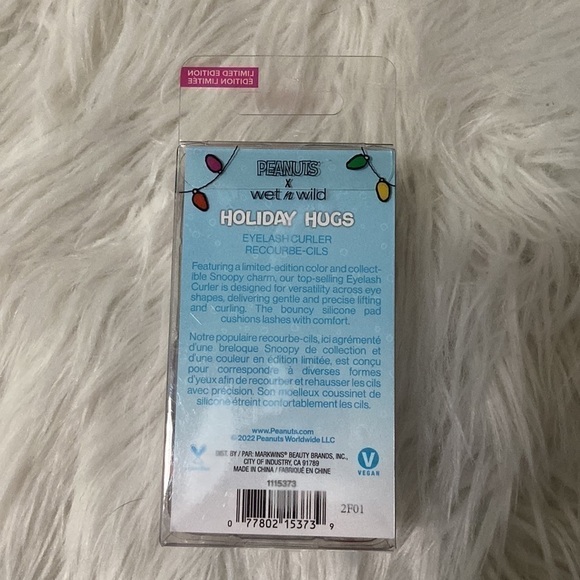 LIMITED EDITION
ÉDITION LIMITÉE
PEANUTS
x
wet n wild
HOLIDAY HUGS
EYELASH CURLER
RECOURBE-CILS
Featuring a limited-edition color and collect-
ible Snoopy charm, our top-selling Eyelash
Curler is designed for versatility across eye
shapes, delivering gentle and precise lifting
and curling. The bouncy silicone pad
cushions lashes with comfort.
Notre populaire recourbe-cils, ici agrémenté
d'une breloque Snoopy de collection et
d'une couleur en édition limitée, est conçu
pour correspondre à diverses formes
d'yeux afin de recourber et rehausser les cils
avec précision. Son moelleux coussinet de
silicone étreint confortablement les cils.
www.Peanuts.com
© 2022 Peanuts Worldwide LLC
DIST. BY / PAR: MARKWINS® BEAUTY BRANDS, INC.,
CITY OF INDUSTRY, CA 91789
MADE IN CHINA / FABRIQUÉ EN CHINE
V
VEGAN
1115373
2F01
0 77802 15373 9